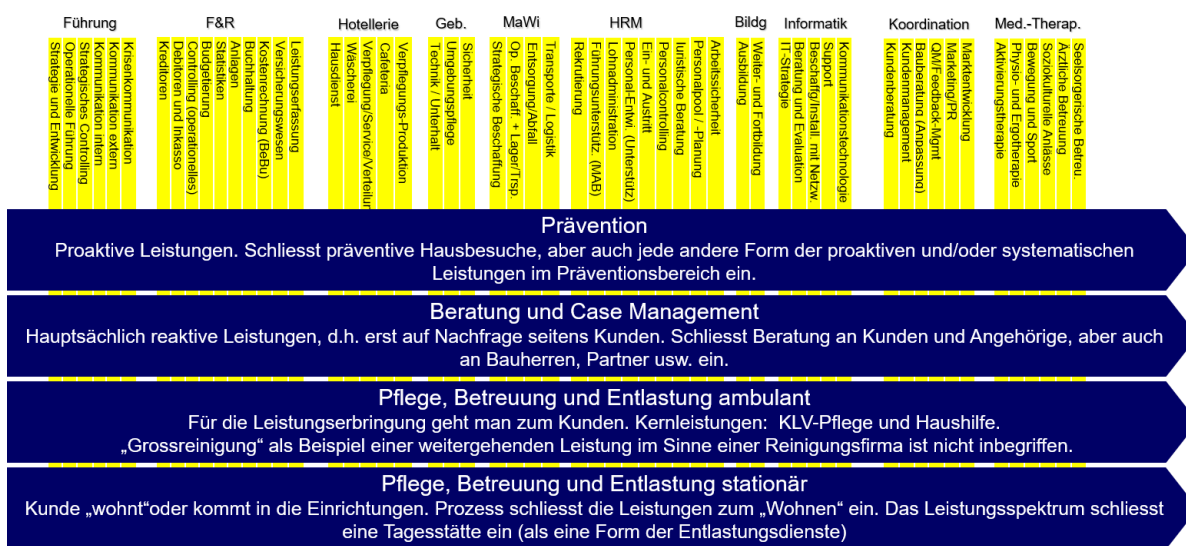 Führung
F&R
Hotellerie
Geb.
MaWi
HRM
Bildg
Informatik
Koordination
Med.-Therap.
Strategie und Entwicklung
Operationelle Führung
Strategisches Controlling
Kommunikation intern
Kommunikation extern
Krisenkommunikation
Kreditoren
Debitoren und Inkasso
Controlling (operationelles)
Budgetierung
Statistiken
Anlagen
Buchhaltung
Kostenrechnung (BeBu)
Versicherungswesen
Leistungserfassung
Hausdienst
Wäscherei
Verpflegung/Service/Verteilun
Cafeteria
Verpflegungs-Produktion
Technik / Unterhalt
Umgebungspflege
Sicherheit
Strategische Beschaffung
Op. Beschaff. + Lager/Trsp.
Entsorgung/Abfall
Transporte / Logistik
Rekrutierung
Führungsunterstütz. (MAB)
Lohnadministration
Personal-Entwi. (Unterstütz)
Ein- und Austritt
Personalcontrolling
Iuristische Beratung
Personalpool / -Planung
Arbeitssicherheit
Ausbildung
Weiter- und Fortbildung
IT-Strategie
Beratung und Evaluation
Beschaffg/Install. mit Netzw.
Support
Kommunikationstechnologie
Kundenberatung
Kundenmanagement
Bauberatung (Anpassung)
QM/Feedback-Mgmt
Marketing/PR
Marktentwicklung
Aktivierungstherapie
Physio- und Ergotherapie
Bewegung und Sport
Soziokulturelle Anlässe
Ärztliche Betreuung
Seelsorgerische Betreu.
Prävention
Proaktive Leistungen. Schliesst präventive Hausbesuche, aber auch jede andere Form der proaktiven und/oder systematischen
Leistungen im Präventionsbereich ein.
Beratung und Case Management
Hauptsächlich reaktive Leistungen, d.h. erst auf Nachfrage seitens Kunden. Schliesst Beratung an Kunden und Angehörige, aber auch
an Bauherren, Partner usw. ein.
Pflege, Betreuung und Entlastung ambulant
Für die Leistungserbringung geht man zum Kunden. Kernleistungen: KLV-Pflege und Haushilfe.
„Grossreinigung“ als Beispiel einer weitergehenden Leistung im Sinne einer Reinigungsfirma ist nicht inbegriffen.
Pflege, Betreuung und Entlastung stationär
Kunde „wohnt“oder kommt in die Einrichtungen. Prozess schliesst die Leistungen zum „Wohnen“ ein. Das Leistungsspektrum schliesst
eine Tagesstätte ein (als eine Form der Entlastungsdienste)